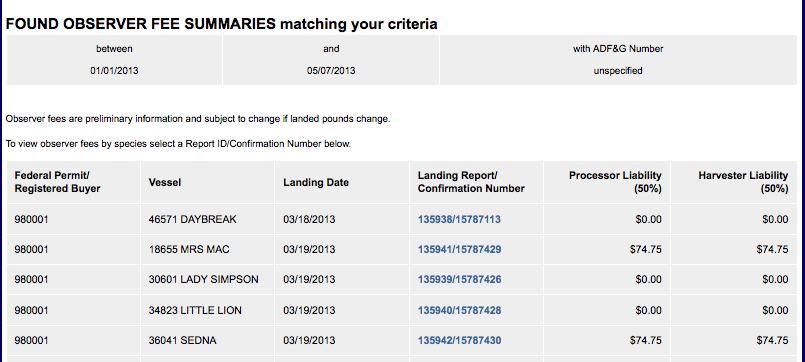 FOUND OBSERVER FEE SUMMARIES matching your criteria
between and with ADF&G Number
01/01/2013 05/07/2013 unspecified
Observer fees are preliminary information and subject to change if landed pounds change.
To view observer fees by species select a Report ID/Confirmation Number below.
Federal Permit/ Landing Report/ Processor Liability Harvester Liability
Registered Buyer Vessel Landing Date Confirmation Number (50%) (50%)
980001 46571 DAYBREAK 03/18/2013 135938/15787113 $0.00 $0.00
980001 18655 MRS MAC 03/19/2013 135941/15787429 $74.75 $74.75
980001 30601 LADY SIMPSON 03/19/2013 135939/15787426 $0.00 $0.00
980001 34823 LITTLE LION 03/19/2013 135940/15787428 $0.00 $0.00
980001 36041 SEDNA 03/19/2013 135942/15787430 $74.75 $74.75